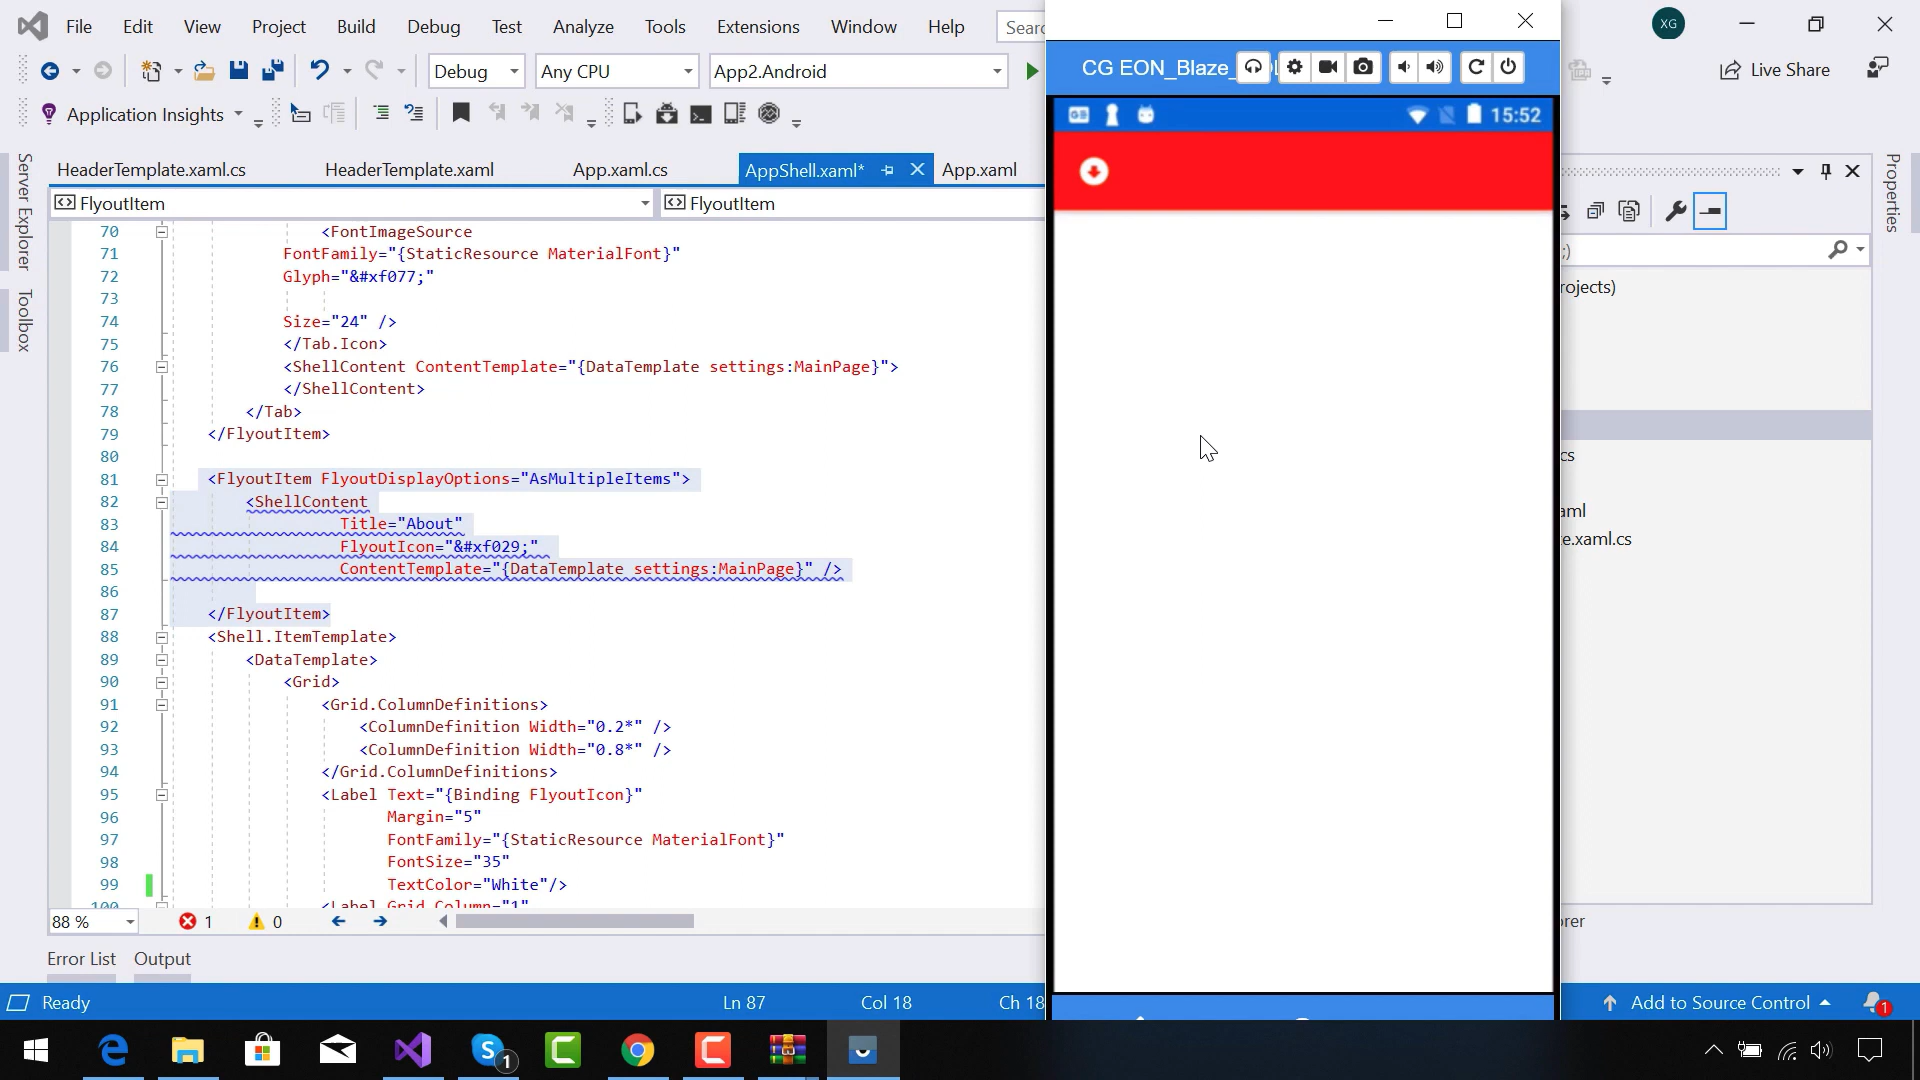 File Edit View Project Build Debug Test Analyze Tools Extensions Window Help Searc
XG
Debug Any CPU App2.Android
Live Share
Application Insights
CG EON_Blaze_
15:52
HeaderTemplate.xaml.cs HeaderTemplate.xaml App.xaml.cs AppShell.xaml* App.xaml
FlyoutItem FlyoutItem
Server Explorer
Toolbox
Properties
70 <FontImageSource
71 FontFamily="{StaticResource MaterialFont}"
72 Glyph="&#xf077;"
73
74 Size="24" />
75 </Tab.Icon>
76 <ShellContent ContentTemplate="{DataTemplate settings:MainPage}">
77 </ShellContent>
78 </Tab>
79 </FlyoutItem>
80
81 <FlyoutItem FlyoutDisplayOptions="AsMultipleItems">
82 <ShellContent
83 Title="About"
84 FlyoutIcon="&#xf029;"
85 ContentTemplate="{DataTemplate settings:MainPage}" />
86
87 </FlyoutItem>
88 <Shell.ItemTemplate>
89 <DataTemplate>
90 <Grid>
91 <Grid.ColumnDefinitions>
92 <ColumnDefinition Width="0.2*" />
93 <ColumnDefinition Width="0.8*" />
94 </Grid.ColumnDefinitions>
95 <Label Text="{Binding FlyoutIcon}"
96 Margin="5"
97 FontFamily="{StaticResource MaterialFont}"
98 FontSize="35"
99 TextColor="White"/>
100 <Label Grid.Column="1"
;)
rojects)
cs
aml
e.xaml.cs
orer
88 % 1 0
Error List Output
Ready Ln 87 Col 18 Ch 18 Add to Source Control 1
1